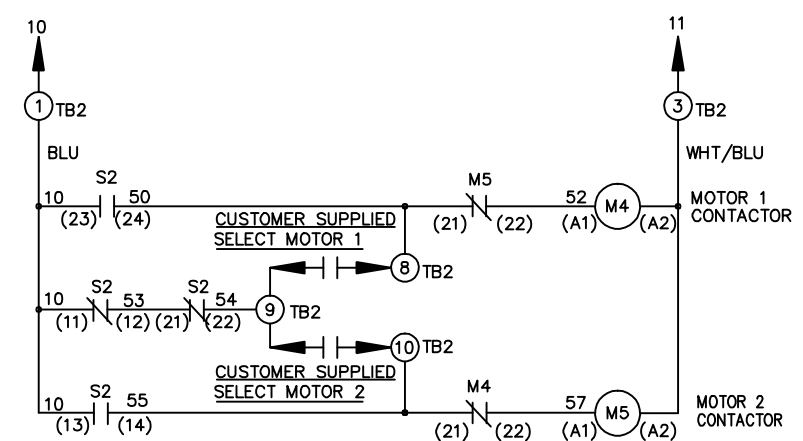 10 11
1 TB2 3 TB2
BLU WHT/BLU
S2 M5
10 50 52 M4 MOTOR 1
(23) (24) (21) (22) (A1) (A2) CONTACTOR
CUSTOMER SUPPLIED
SELECT MOTOR 1
8 TB2
S2 S2
10 53 54 9 TB2
(11) (12) (21) (22)
10 TB2
CUSTOMER SUPPLIED
SELECT MOTOR 2
S2 M4
10 55 57 M5 MOTOR 2
(13) (14) (21) (22) (A1) (A2) CONTACTOR